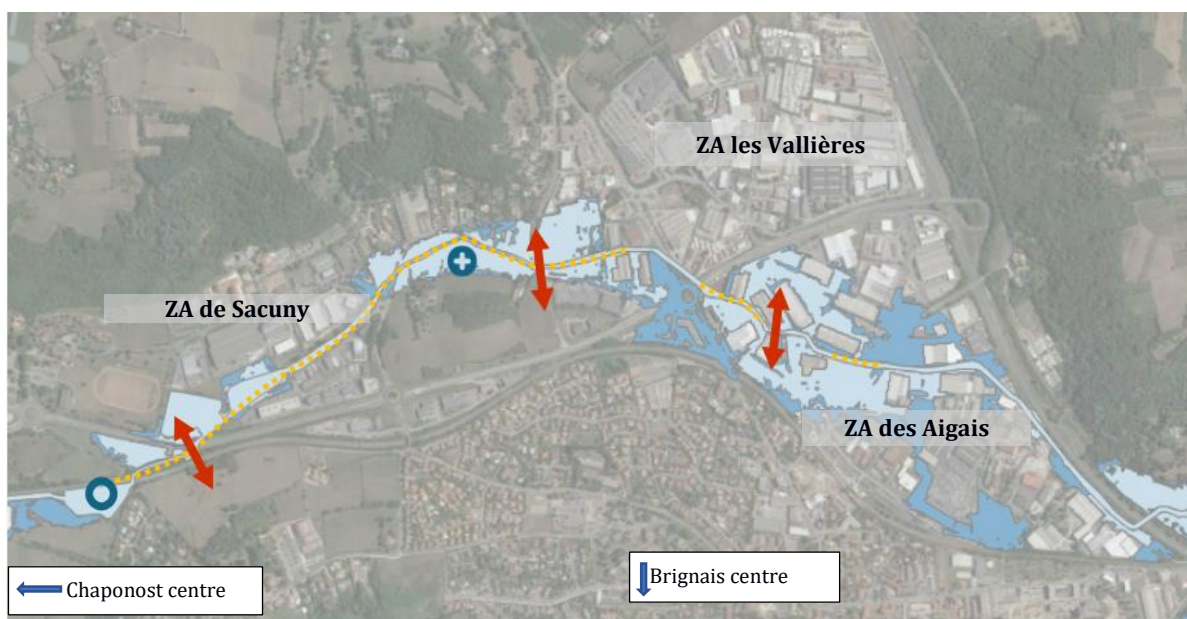 ZA les Vallières
ZA de Sacuny
ZA des Aigais
Chaponost centre
Brignais centre